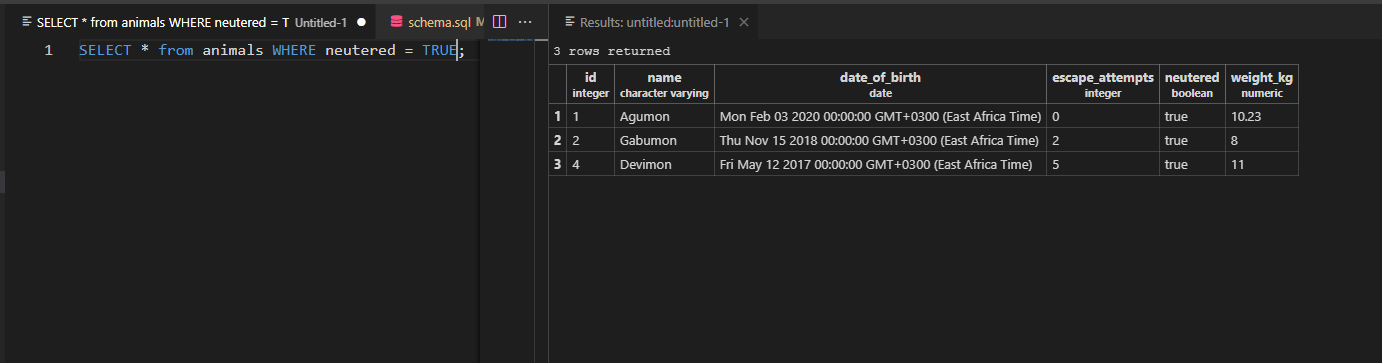 SELECT * from animals WHERE neutered = T Untitled-1 schema.sql M ...
1 SELECT * from animals WHERE neutered = TRUE;
Results: untitled:untitled-1
3 rows returned
id name date_of_birth escape_attempts neutered weight_kg
integer character varying date integer boolean numeric
1 1 Agumon Mon Feb 03 2020 00:00:00 GMT+0300 (East Africa Time) 0 true 10.23
2 2 Gabumon Thu Nov 15 2018 00:00:00 GMT+0300 (East Africa Time) 2 true 8
3 4 Devimon Fri May 12 2017 00:00:00 GMT+0300 (East Africa Time) 5 true 11